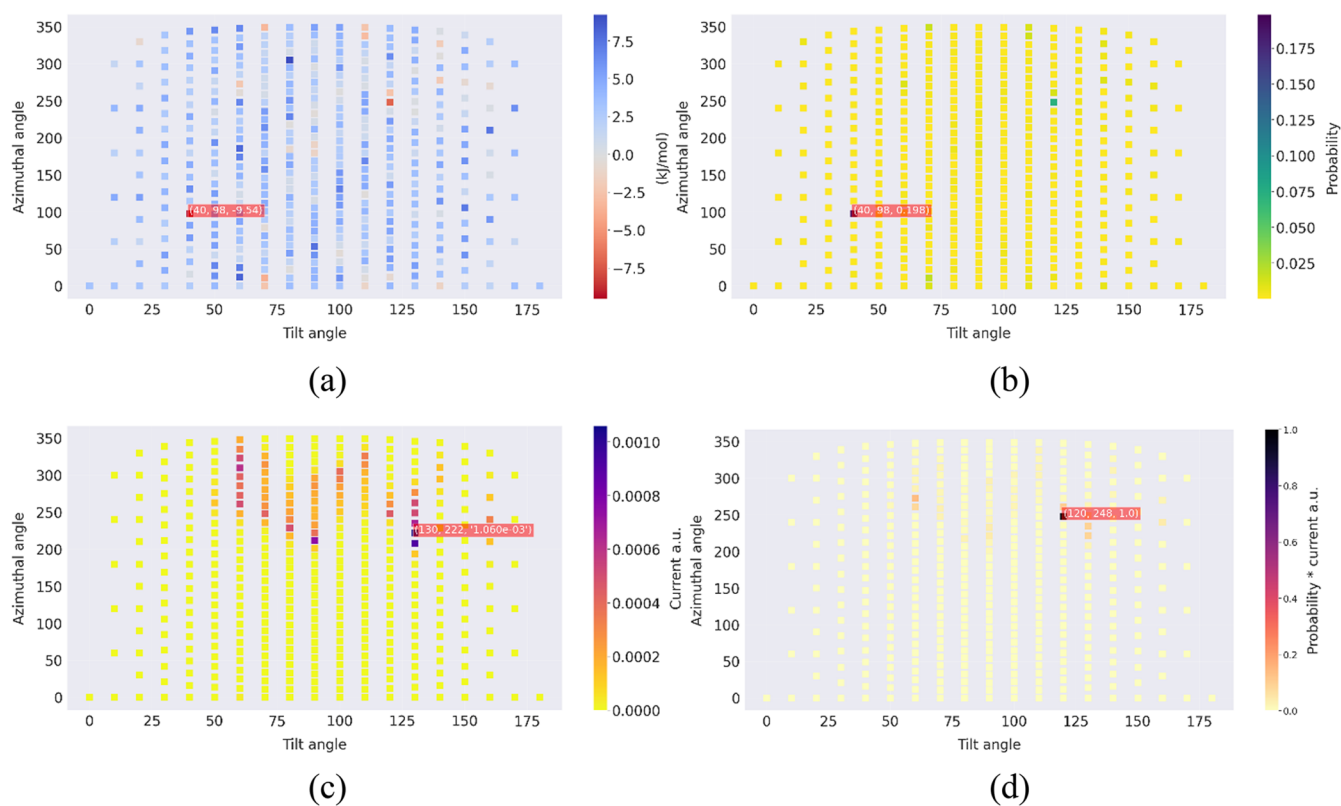 350
300
250
200
150
100
50
0
Azimuthal angle
(40, 98, -9.54)
0 25 50 75 100 125 150 175
Tilt angle
7.5
5.0
2.5
0.0
−2.5
−5.0
−7.5
(kJ/mol)
(a)
350
300
250
200
150
100
50
0
Azimuthal angle
(40, 98, 0.198)
0 25 50 75 100 125 150 175
Tilt angle
0.175
0.150
0.125
0.100
0.075
0.050
0.025
Probability
(b)
350
300
250
200
150
100
50
0
Azimuthal angle
(130, 222, '1.060e-03')
0 25 50 75 100 125 150 175
Tilt angle
0.0010
0.0008
0.0006
0.0004
0.0002
0.0000
Current a.u.
(c)
350
300
250
200
150
100
50
0
Azimuthal angle
(120, 248, 1.0)
0 25 50 75 100 125 150 175
Tilt angle
1.0
0.8
0.6
0.4
0.2
0.0
Probability * current a.u.
(d)